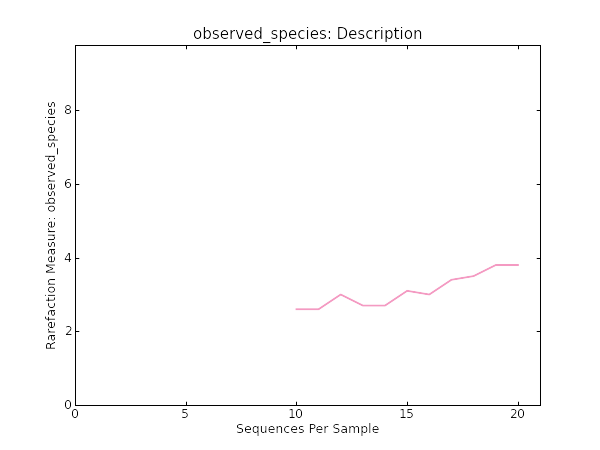 observed_species: Description
Rarefaction Measure: observed_species
8
6
4
2
0
0 5 10 15 20
Sequences Per Sample